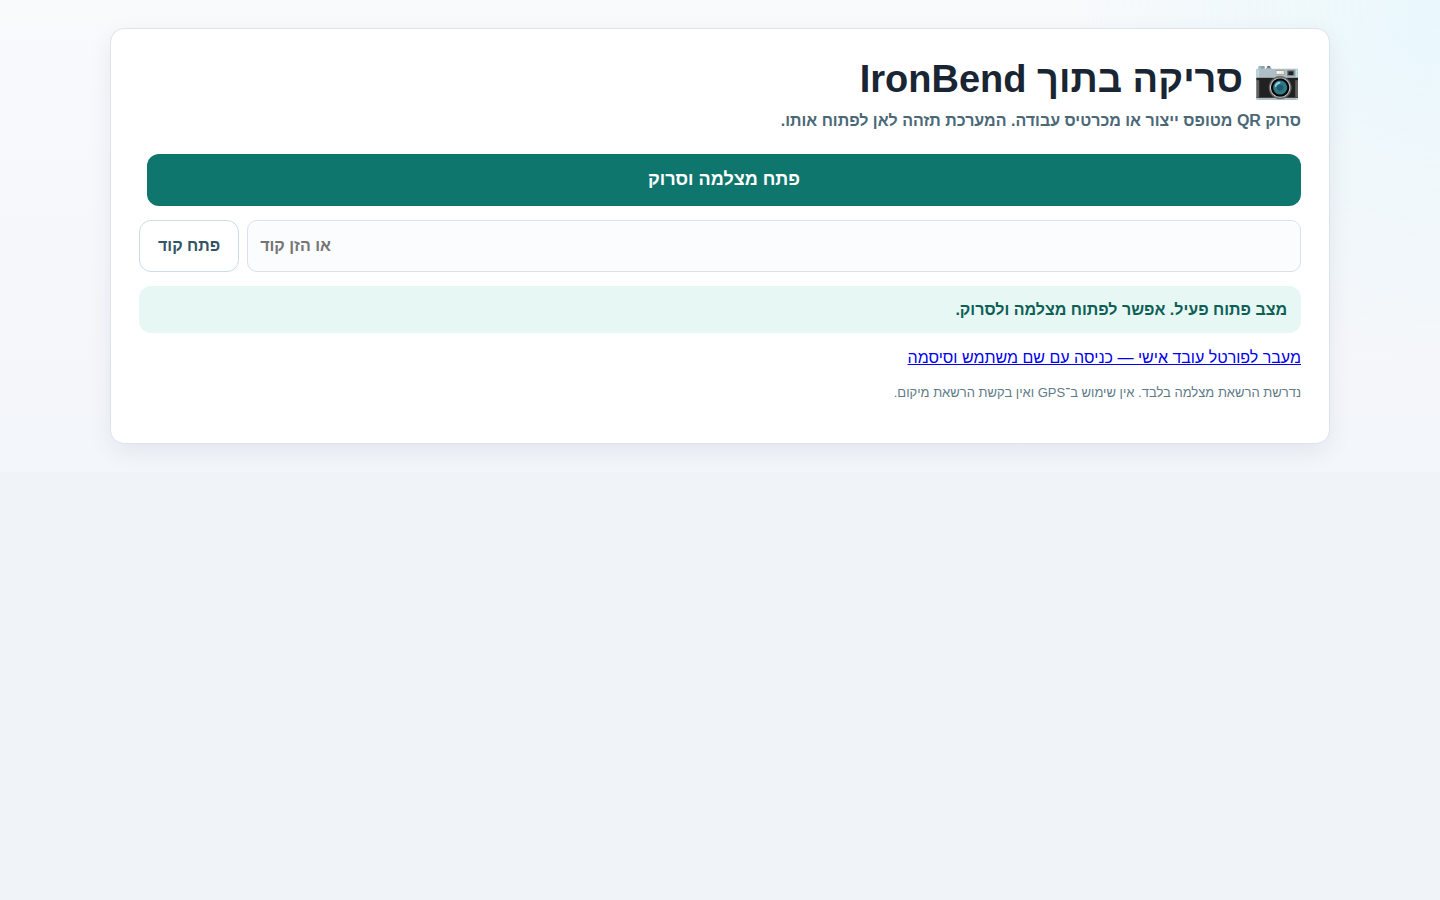 📷 סריקה בתוך IronBend
סרוק QR מטופס ייצור או מכרטיס עבודה. המערכת תזהה לאן לפתוח אותו.
פתח מצלמה וסרוק
או הזן קוד
פתח קוד
מצב פתוח פעיל. אפשר לפתוח מצלמה ולסרוק.
מעבר לפורטל עובד אישי — כניסה עם שם משתמש וסיסמה
נדרשת הרשאת מצלמה בלבד. אין שימוש ב־GPS ואין בקשת הרשאת מיקום.